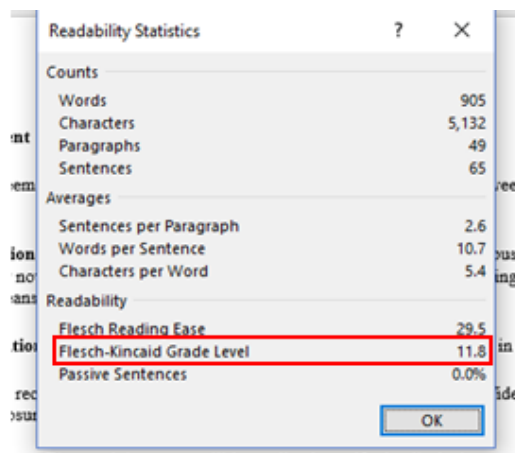 Readability Statistics ? ×
Counts
Words 905
Characters 5,132
ent
Paragraphs 49
Sentences 65
Averages
Sentences per Paragraph 2.6
Words per Sentence 10.7
Characters per Word 5.4
Readability
Flesch Reading Ease 29.5
Flesch-Kincaid Grade Level 11.8
in
Passive Sentences 0.0%
OK